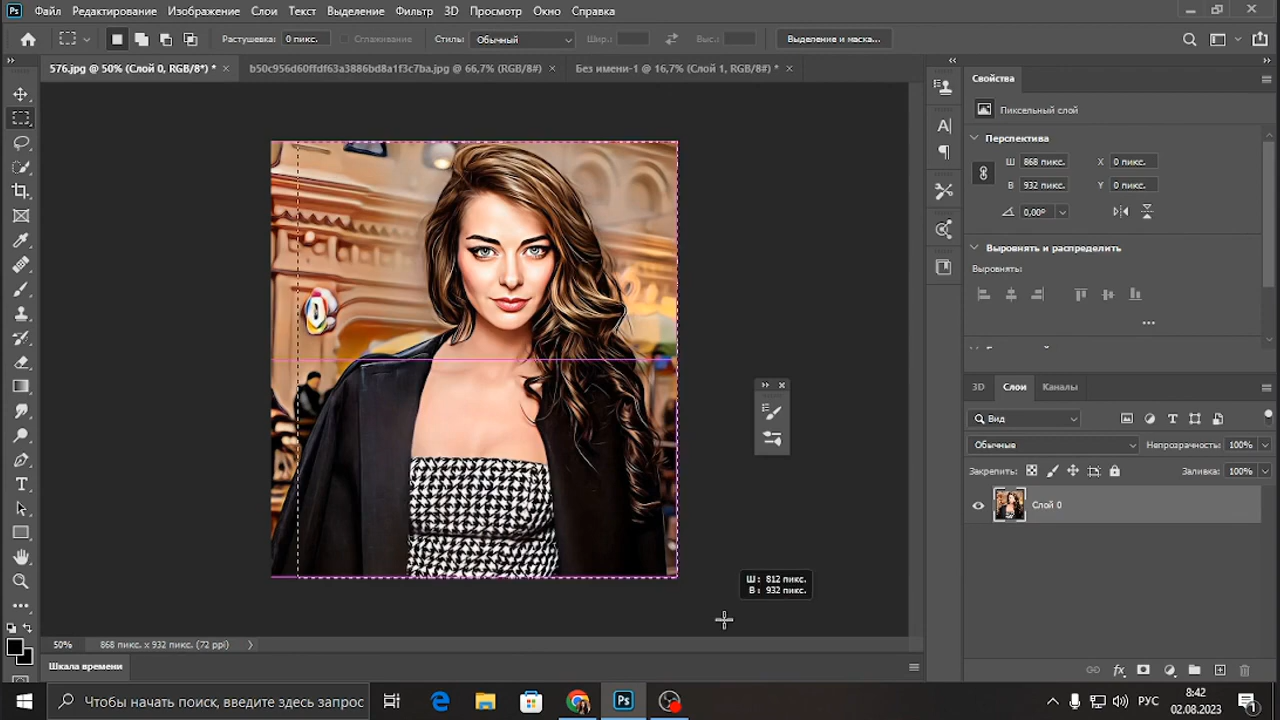 Ps Файл Редактирование Изображение Слои Текст Выделение Фильтр 3D Просмотр Окно Справка
Растушевка: 0 пикс. Сглаживание Стиль: Обычный Шир.: Выс.: Выделение и маска...
576.jpg @ 50% (Слой 0, RGB/8*) * × b50c956d60ffdf63a3886bd8a1f3c7ba.jpg @ 66,7% (RGB/8#) × Без имени-1 @ 16,7% (Слой 1, RGB/8#) * ×
Свойства
Пиксельный слой
Перспектива
Ш 868 пикс. X 0 пикс.
В 932 пикс. Y 0 пикс.
0,00°
Выровнять и распределить
Выровнять:
3D Слои Каналы
Вид
Обычные Непрозрачность: 100%
Закрепить: Заливка: 100%
Слой 0
Ш: 812 пикс.
В: 932 пикс.
50% 868 пикс. x 932 пикс. (72 ppi)
Шкала времени
Чтобы начать поиск, введите здесь запрос
Ps
РУС
8:42
02.08.2023
1